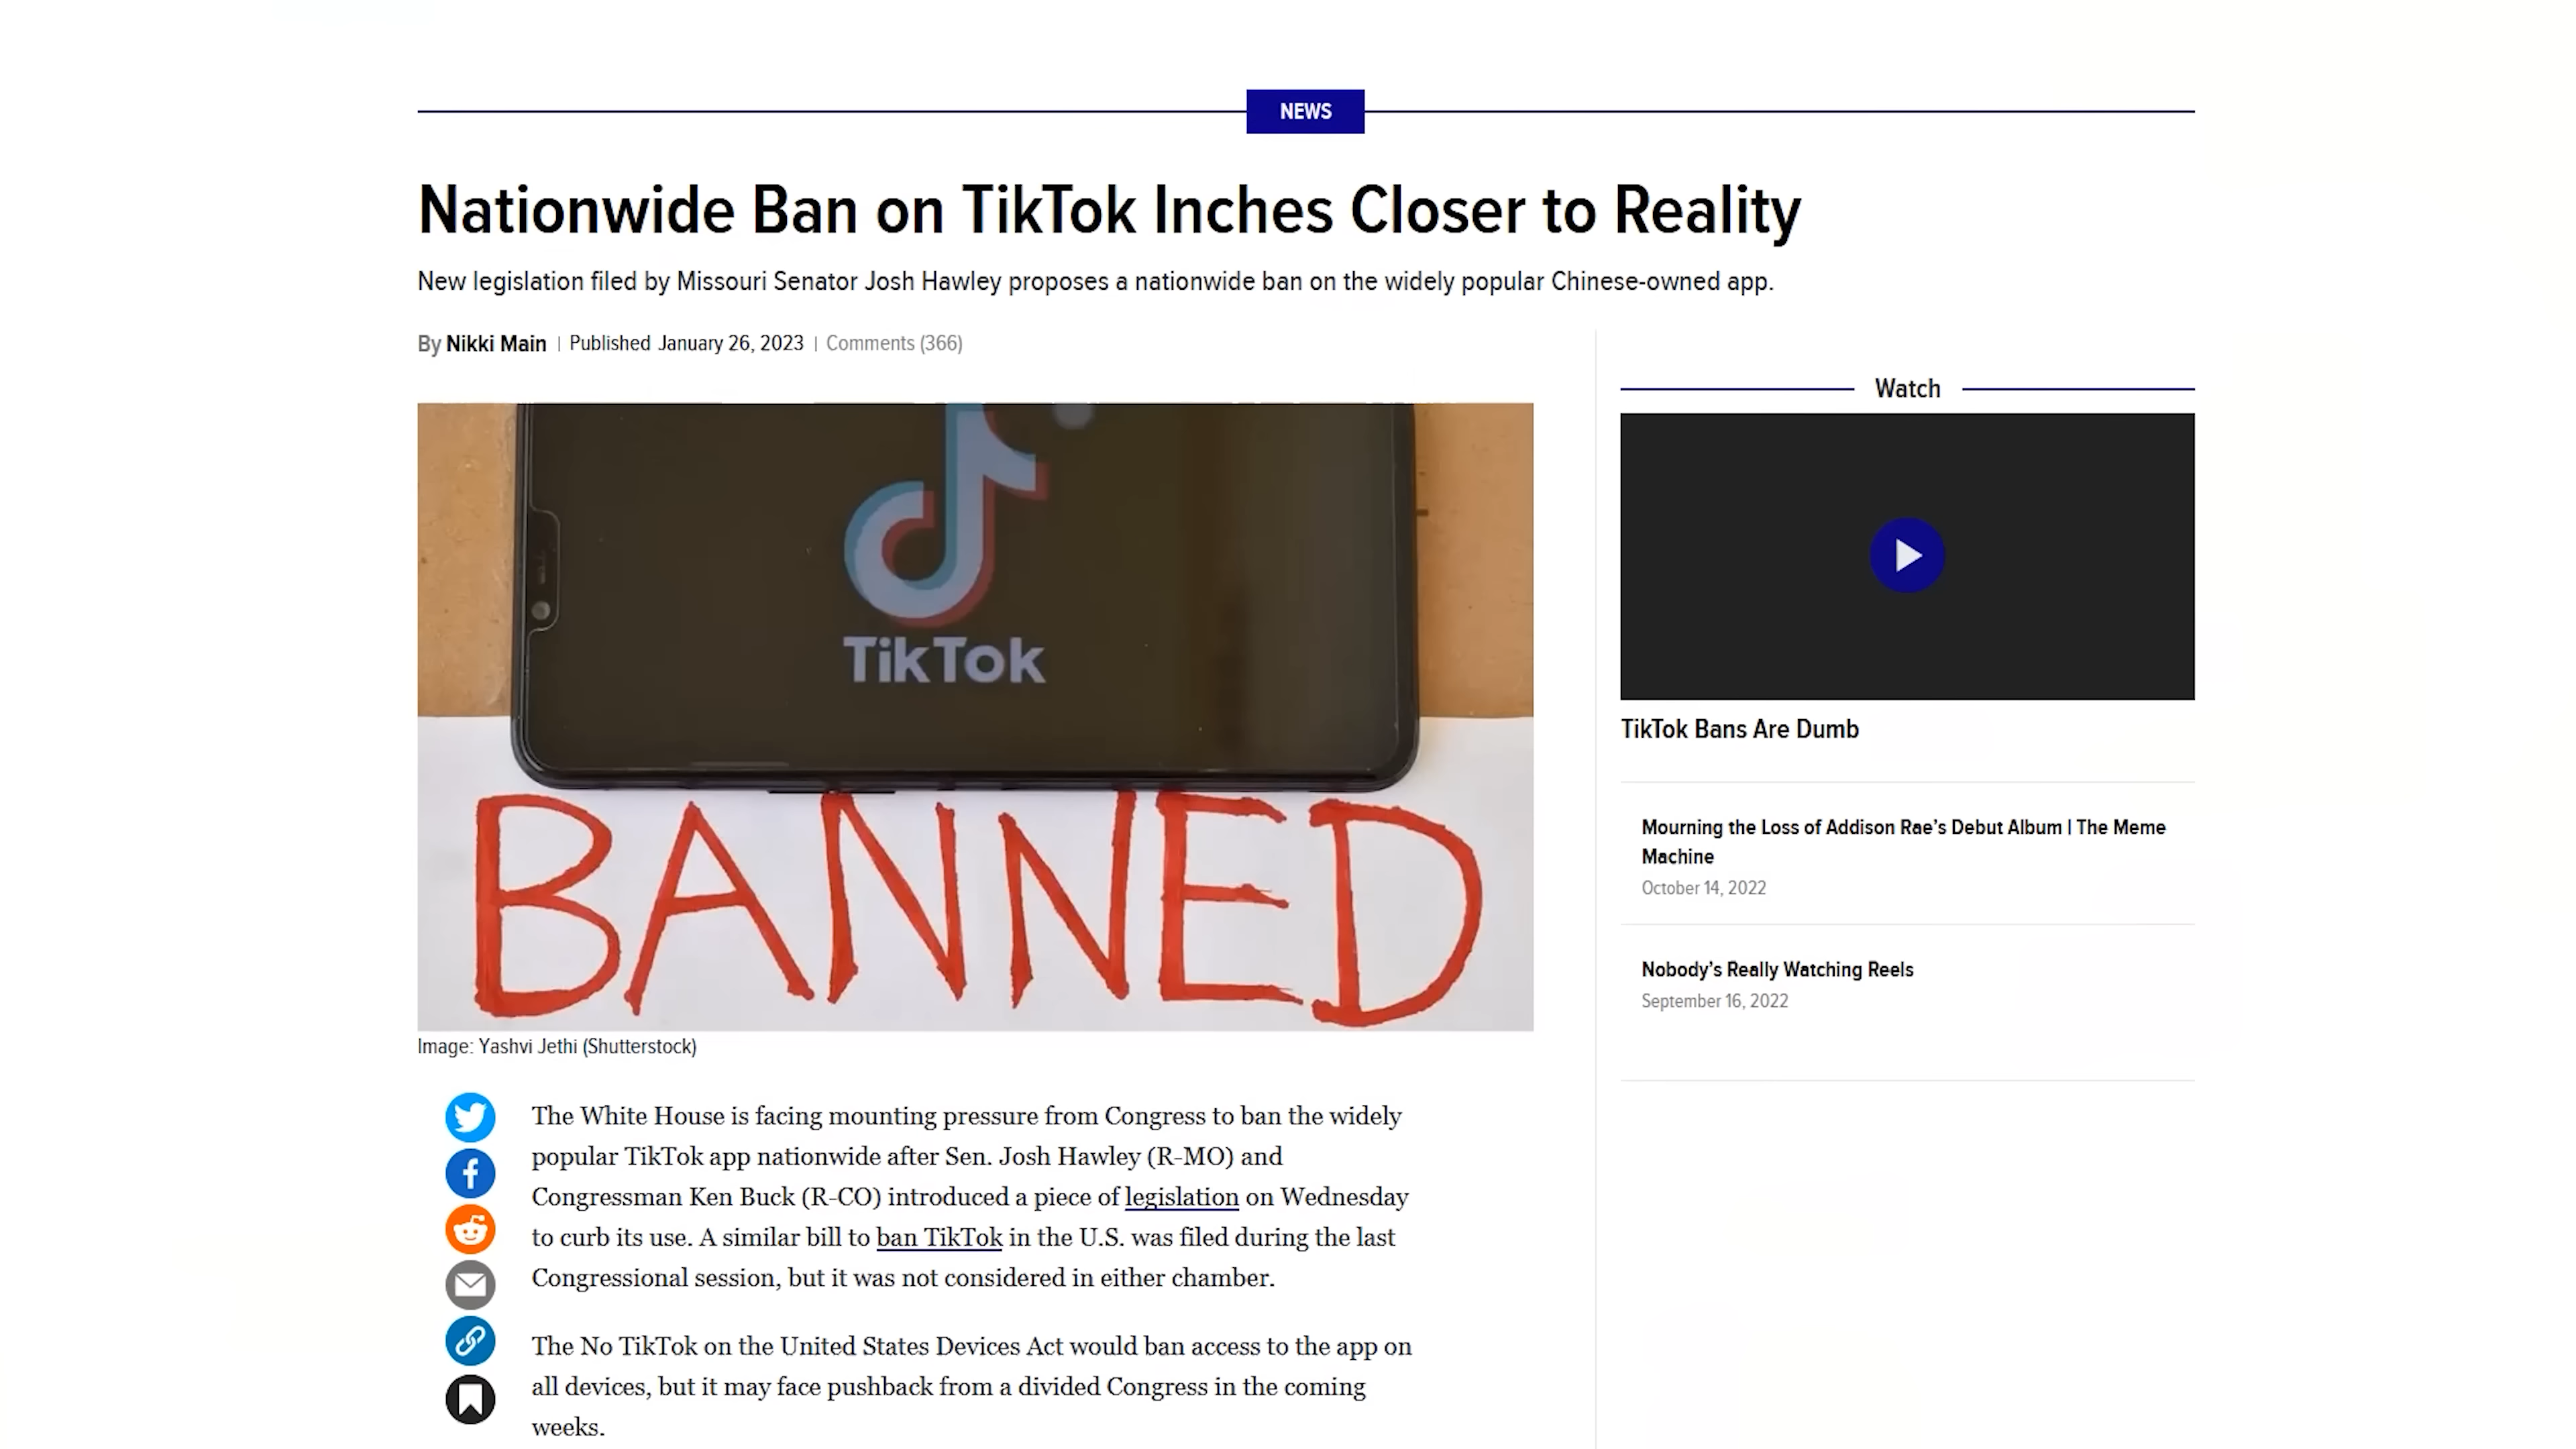 NEWS
Nationwide Ban on TikTok Inches Closer to Reality
New legislation filed by Missouri Senator Josh Hawley proposes a nationwide ban on the widely popular Chinese-owned app.
By Nikki Main | Published January 26, 2023 | Comments (366)
TikTok
BANNED
Image: Yashvi Jethi (Shutterstock)
The White House is facing mounting pressure from Congress to ban the widely
popular TikTok app nationwide after Sen. Josh Hawley (R-MO) and
Congressman Ken Buck (R-CO) introduced a piece of legislation on Wednesday
to curb its use. A similar bill to ban TikTok in the U.S. was filed during the last
Congressional session, but it was not considered in either chamber.
The No TikTok on the United States Devices Act would ban access to the app on
all devices, but it may face pushback from a divided Congress in the coming
weeks.
Watch
TikTok Bans Are Dumb
Mourning the Loss of Addison Rae's Debut Album | The Meme
Machine
October 14, 2022
Nobody's Really Watching Reels
September 16, 2022